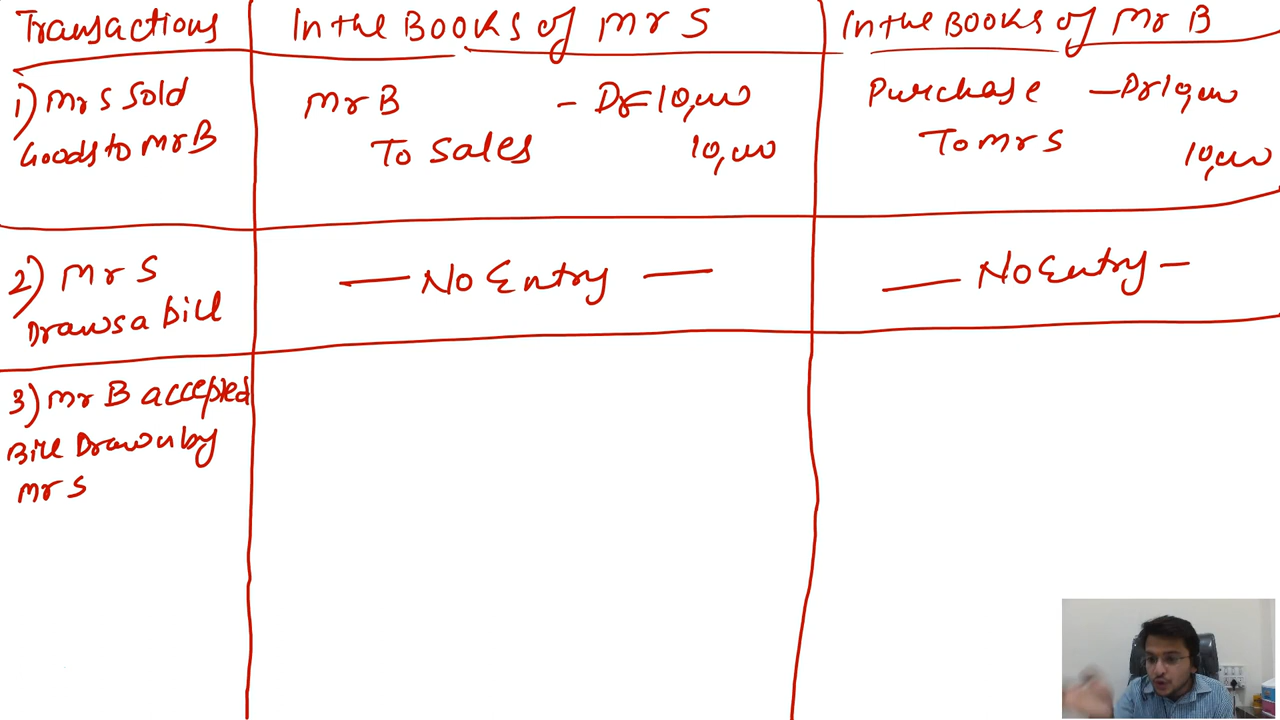 Transactions
In the Books of Mr S
In the Books of Mr B
1) Mr S Sold
Goods to Mr B
Mr B - Dr 10,000
To Sales 10,000
Purchase - Dr 10,000
To Mr S 10,000
2) Mr S
Draws a bill
— No Entry —
— No Entry —
3) Mr B accepted
Bill Drawn by
Mr S